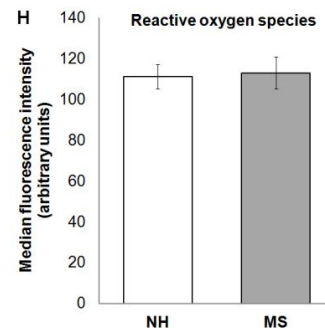 H
Reactive oxygen species
Median fluorescence intensity
(arbitrary units)
140
120
100
80
60
40
20
0
NH
MS